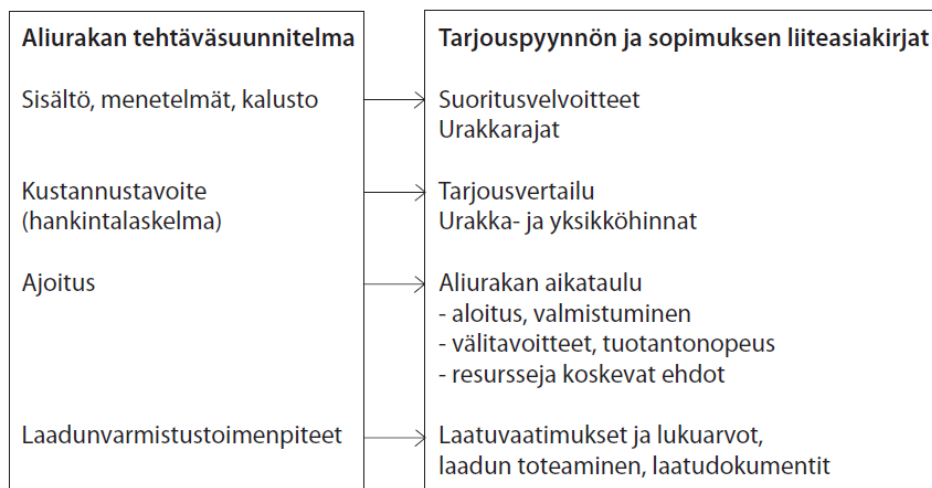 Aliurakan tehtäväsuunnitelma
Sisältö, menetelmät, kalusto
Kustannustavoite
(hankintalaskelma)
Ajoitus
Laadunvarmistustoimenpiteet
Tarjouspyynnön ja sopimuksen liiteasiakirjat
Suoritusvelvoitteet
Urakkarajat
Tarjousvertailu
Urakka- ja yksikköhinnat
Aliurakan aikataulu
- aloitus, valmistuminen
- välitavoitteet, tuotantonopeus
- resursseja koskevat ehdot
Laatuvaatimukset ja lukuarvot,
laadun toteaminen, laatudokumentit